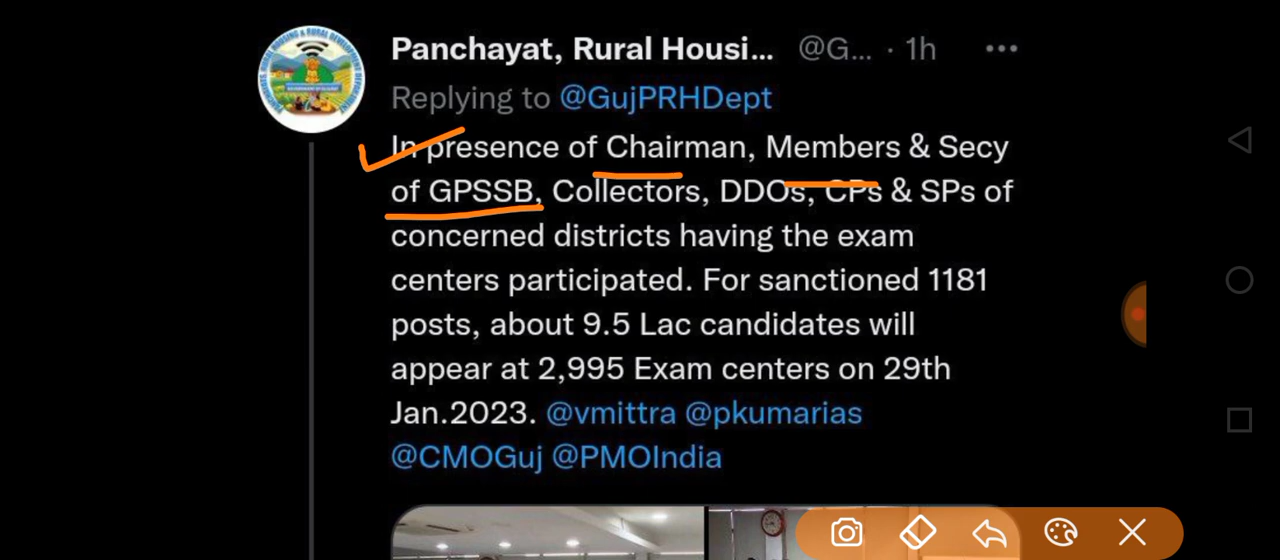 Panchayat, Rural Housi... @G... · 1h
Replying to @GujPRHDept
In presence of Chairman, Members & Secy
of GPSSB, Collectors, DDOs, CPs & SPs of
concerned districts having the exam
centers participated. For sanctioned 1181
posts, about 9.5 Lac candidates will
appear at 2,995 Exam centers on 29th
Jan.2023. @vmittra @pkumarias
@CMOGuj @PMOIndia